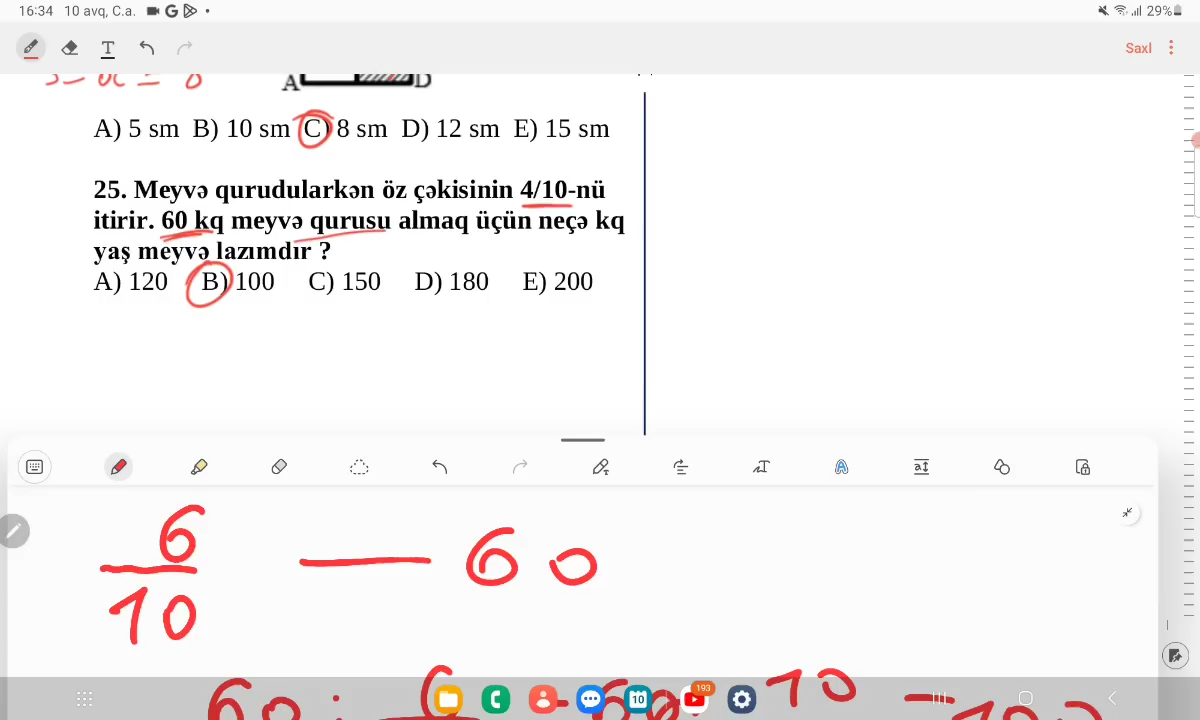 16:34 10 avq, C.a. 29%
Saxl
A D
A) 5 sm B) 10 sm C) 8 sm D) 12 sm E) 15 sm
25. Meyvə qurudularkən öz çəkisinin 4/10-nü
itirir. 60 kq meyvə qurusu almaq üçün neçə kq
yaş meyvə lazımdır ?
A) 120 B) 100 C) 150 D) 180 E) 200
6/10 — 60
10 193